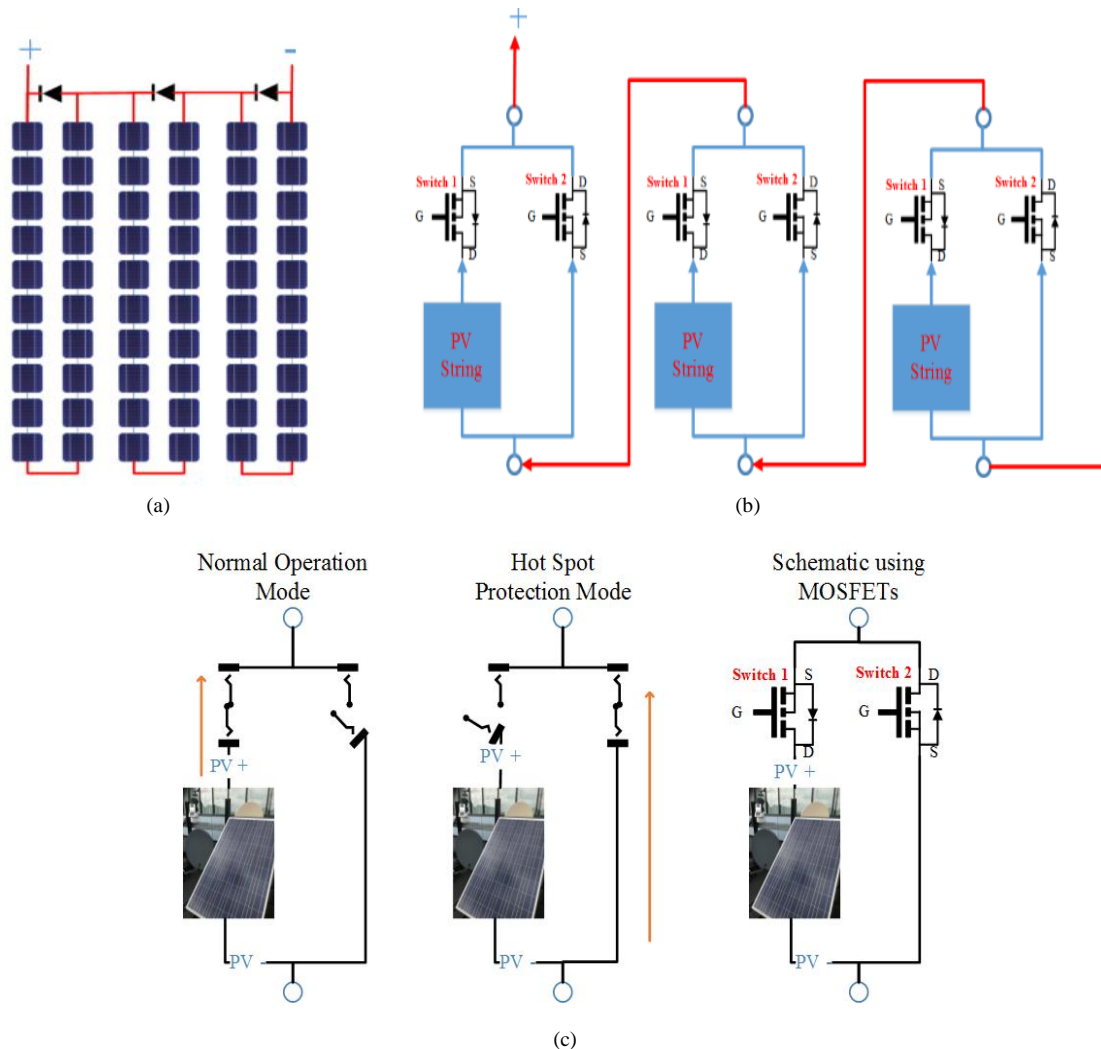 +
-
+
Switch 1
S
G
D
Switch 2
D
G
S
PV
String
Switch 1
S
G
D
Switch 2
D
G
S
PV
String
Switch 1
S
G
D
Switch 2
D
G
S
PV
String
(a)
(b)
Normal Operation
Mode
PV +
PV -
Hot Spot
Protection Mode
PV +
PV -
Schematic using
MOSFETs
Switch 1
S
G
D
Switch 2
D
G
S
PV +
PV -
(c)